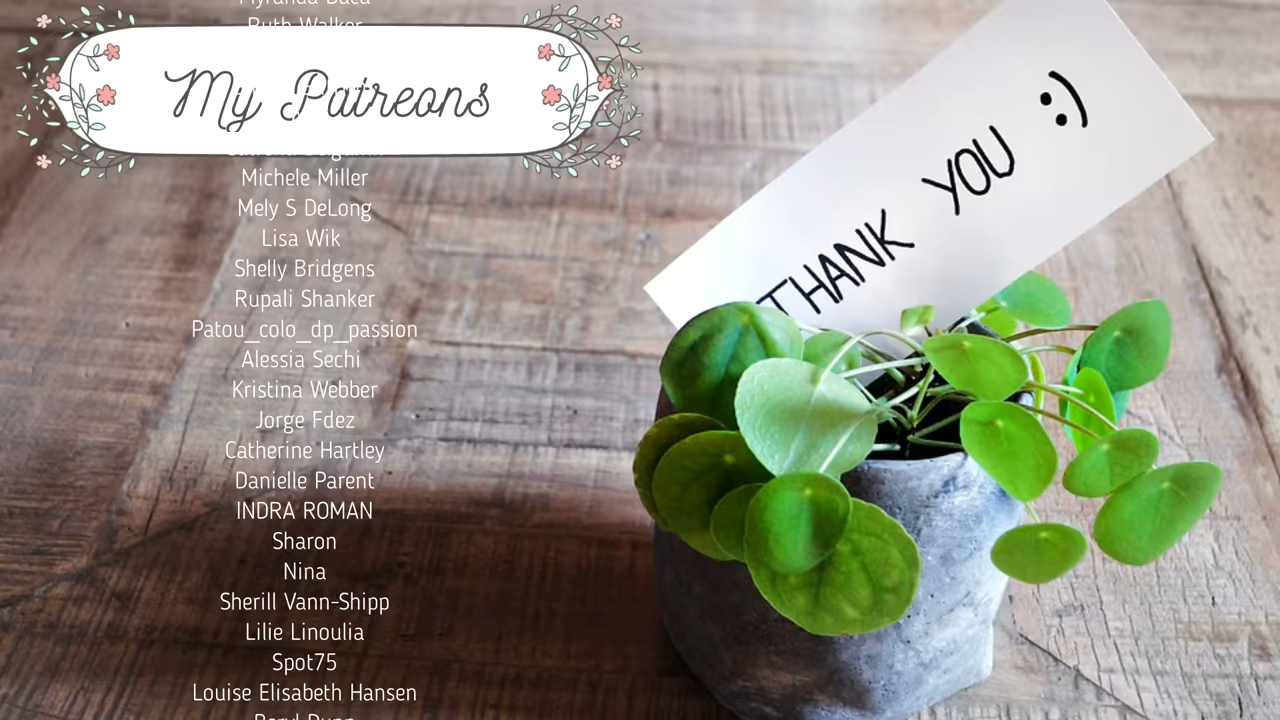 Ruth Walker
My Patreons
Michele Miller
Mely S DeLong
Lisa Wik
Shelly Bridgens
Rupali Shanker
Patou_colo_dp_passion
Alessia Sechi
Kristina Webber
Jorge Fdez
Catherine Hartley
Danielle Parent
INDRA ROMAN
Sharon
Nina
Sherill Vann-Shipp
Lilie Linoulia
Spot75
Louise Elisabeth Hansen
THANK YOU :)